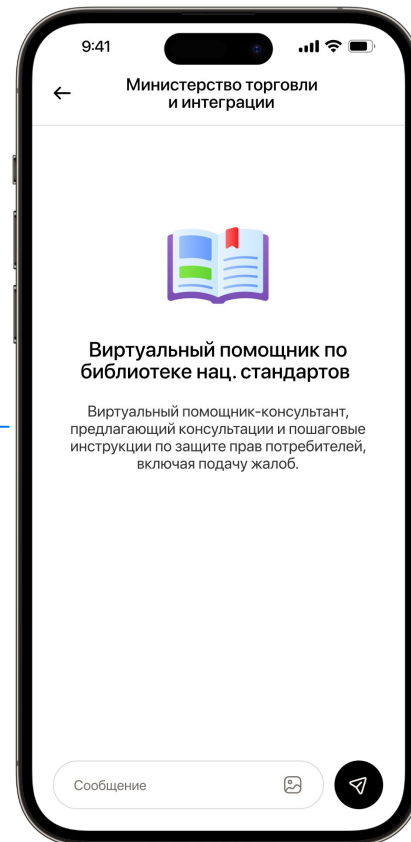 9:41
Министерство торговли
и интеграции
Виртуальный помощник по
библиотеке нац. стандартов
Виртуальный помощник-консультант,
предлагающий консультации и пошаговые
инструкции по защите прав потребителей,
включая подачу жалоб.
Сообщение